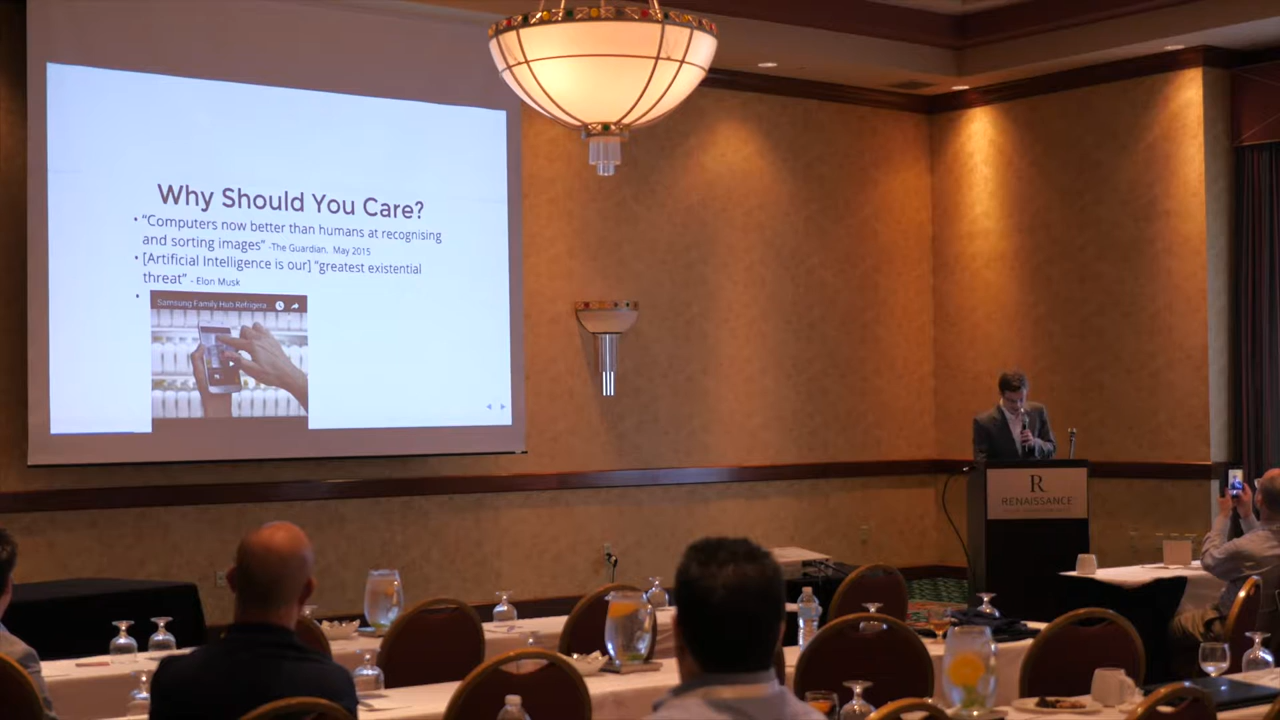 Why Should You Care?
• “Computers now better than humans at recognising
and sorting images” -The Guardian, May 2015
• [Artificial Intelligence is our] “greatest existential
threat” - Elon Musk
•
Samsung Family Hub Refrigera...
R
RENAISSANCE